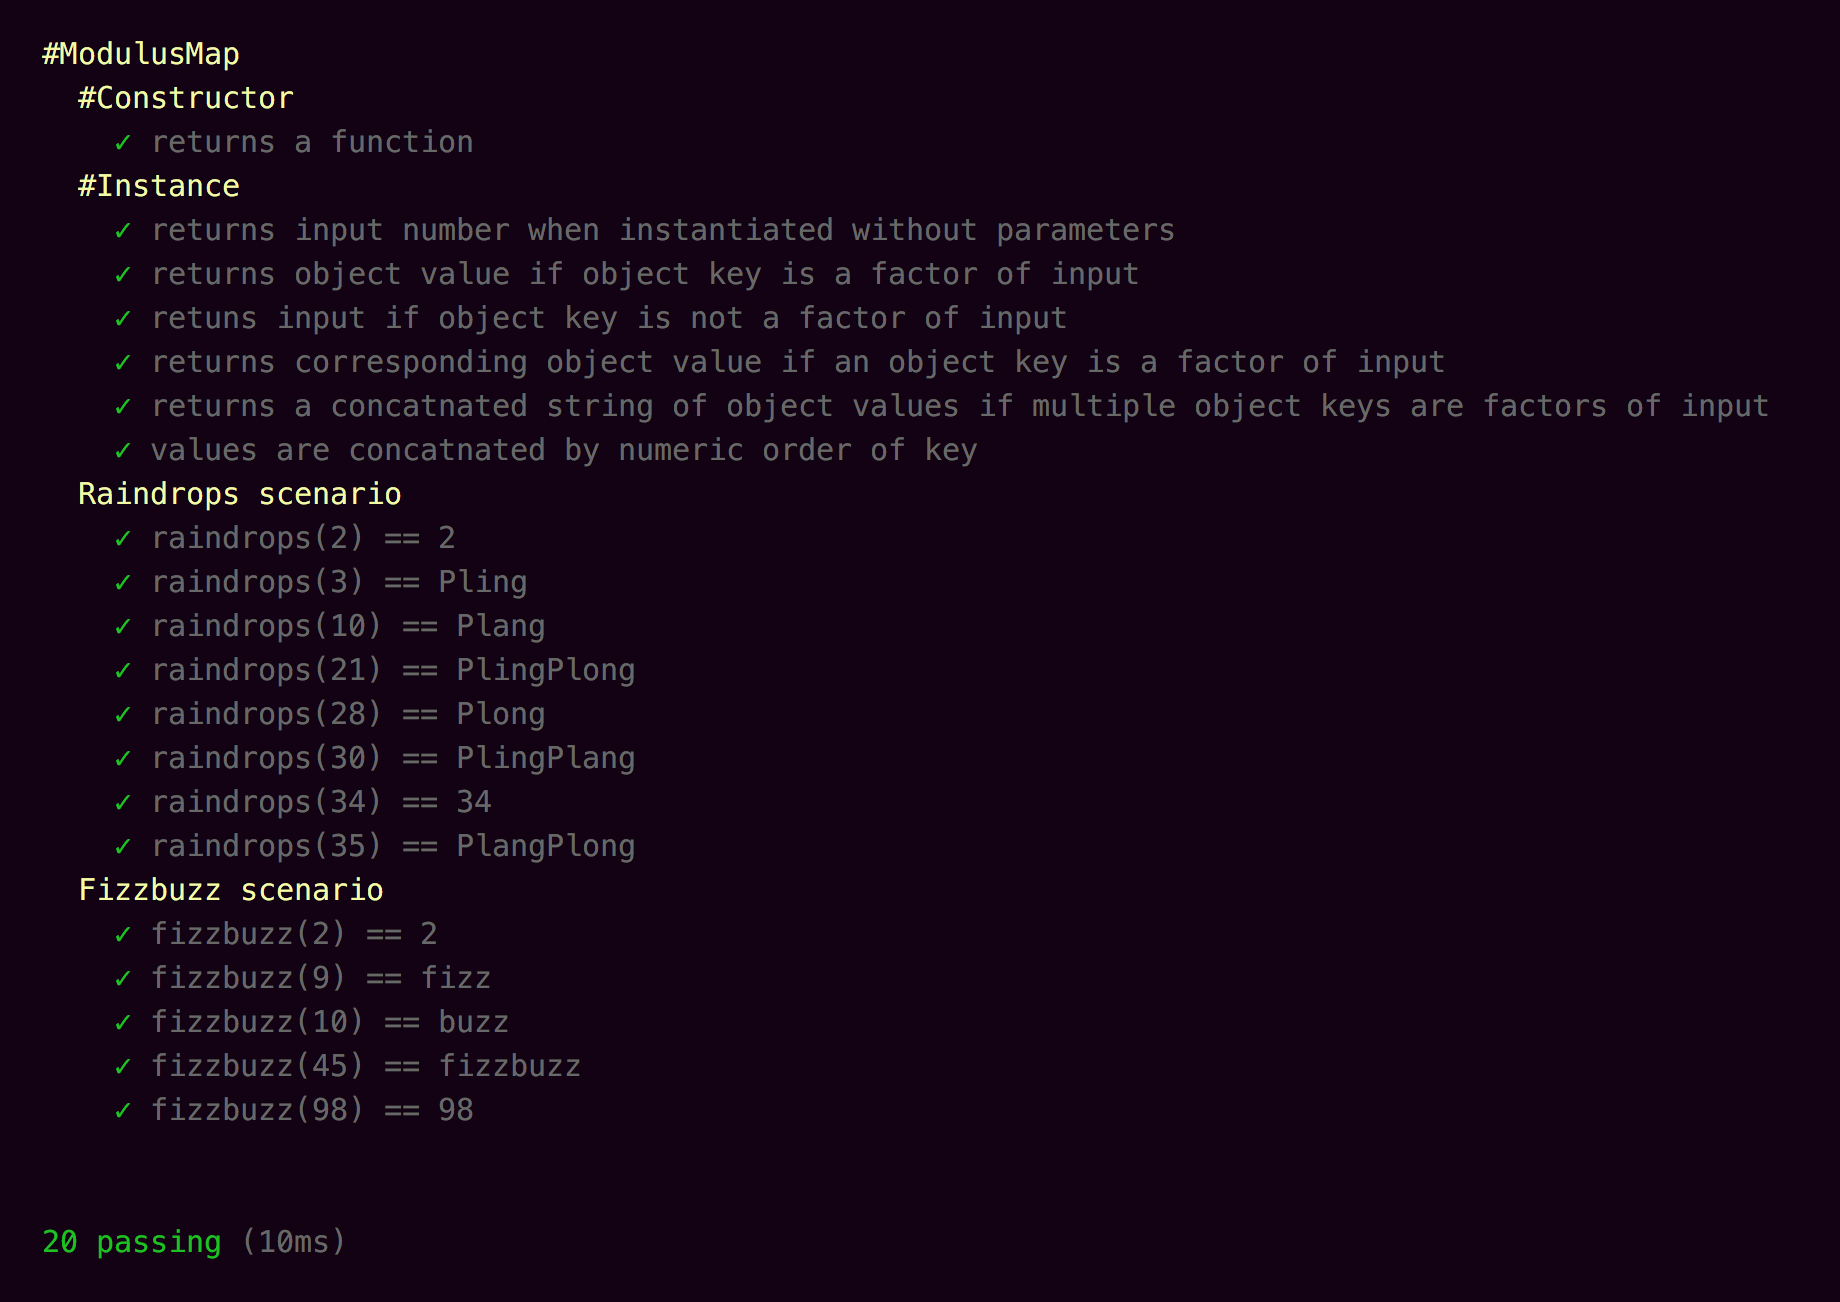 #ModulusMap
#Constructor
✓ returns a function
#Instance
✓ returns input number when instantiated without parameters
✓ returns object value if object key is a factor of input
✓ retuns input if object key is not a factor of input
✓ returns corresponding object value if an object key is a factor of input
✓ returns a concatnated string of object values if multiple object keys are factors of input
✓ values are concatnated by numeric order of key
Raindrops scenario
✓ raindrops(2) == 2
✓ raindrops(3) == Pling
✓ raindrops(10) == Plang
✓ raindrops(21) == PlingPlong
✓ raindrops(28) == Plong
✓ raindrops(30) == PlingPlang
✓ raindrops(34) == 34
✓ raindrops(35) == PlangPlong
Fizzbuzz scenario
✓ fizzbuzz(2) == 2
✓ fizzbuzz(9) == fizz
✓ fizzbuzz(10) == buzz
✓ fizzbuzz(45) == fizzbuzz
✓ fizzbuzz(98) == 98
20 passing (10ms)